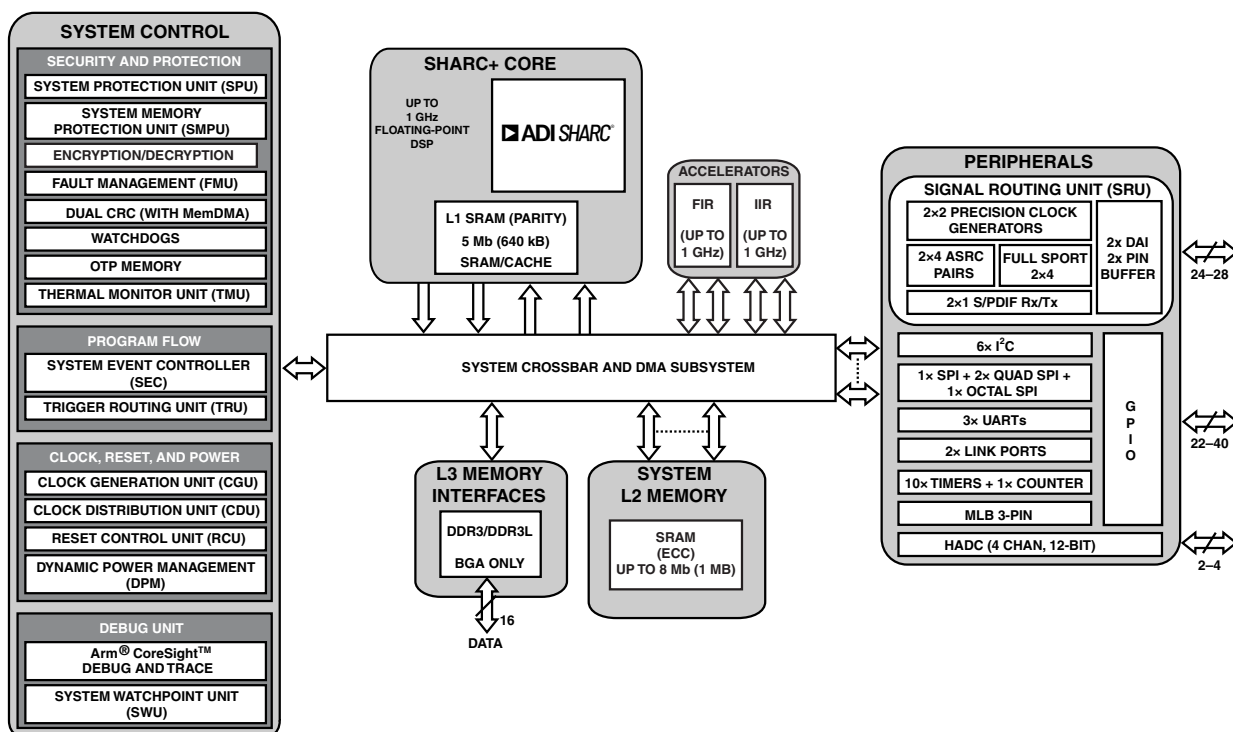 SYSTEM CONTROL
SECURITY AND PROTECTION
SYSTEM PROTECTION UNIT (SPU)
SYSTEM MEMORY
PROTECTION UNIT (SMPU)
ENCRYPTION/DECRYPTION
FAULT MANAGEMENT (FMU)
DUAL CRC (WITH MemDMA)
WATCHDOGS
OTP MEMORY
THERMAL MONITOR UNIT (TMU)
PROGRAM FLOW
SYSTEM EVENT CONTROLLER
(SEC)
TRIGGER ROUTING UNIT (TRU)
CLOCK, RESET, AND POWER
CLOCK GENERATION UNIT (CGU)
CLOCK DISTRIBUTION UNIT (CDU)
RESET CONTROL UNIT (RCU)
DYNAMIC POWER MANAGEMENT
(DPM)
DEBUG UNIT
Arm® CoreSight™
DEBUG AND TRACE
SYSTEM WATCHPOINT UNIT
(SWU)
SHARC+ CORE
UP TO
1 GHz
FLOATING-POINT
DSP
ADI SHARC®
L1 SRAM (PARITY)
5 Mb (640 kB)
SRAM/CACHE
ACCELERATORS
FIR
(UP TO
1 GHz)
IIR
(UP TO
1 GHz)
SYSTEM CROSSBAR AND DMA SUBSYSTEM
L3 MEMORY
INTERFACES
DDR3/DDR3L
BGA ONLY
16
DATA
SYSTEM
L2 MEMORY
SRAM
(ECC)
UP TO 8 Mb (1 MB)
PERIPHERALS
SIGNAL ROUTING UNIT (SRU)
2×2 PRECISION CLOCK
GENERATORS
2×4 ASRC
PAIRS
FULL SPORT
2×4
2×1 S/PDIF Rx/Tx
2x DAI
2x PIN
BUFFER
24–28
6× I²C
1× SPI + 2× QUAD SPI +
1× OCTAL SPI
3× UARTs
2× LINK PORTS
10× TIMERS + 1× COUNTER
MLB 3-PIN
G
P
I
O
22–40
HADC (4 CHAN, 12-BIT)
2–4